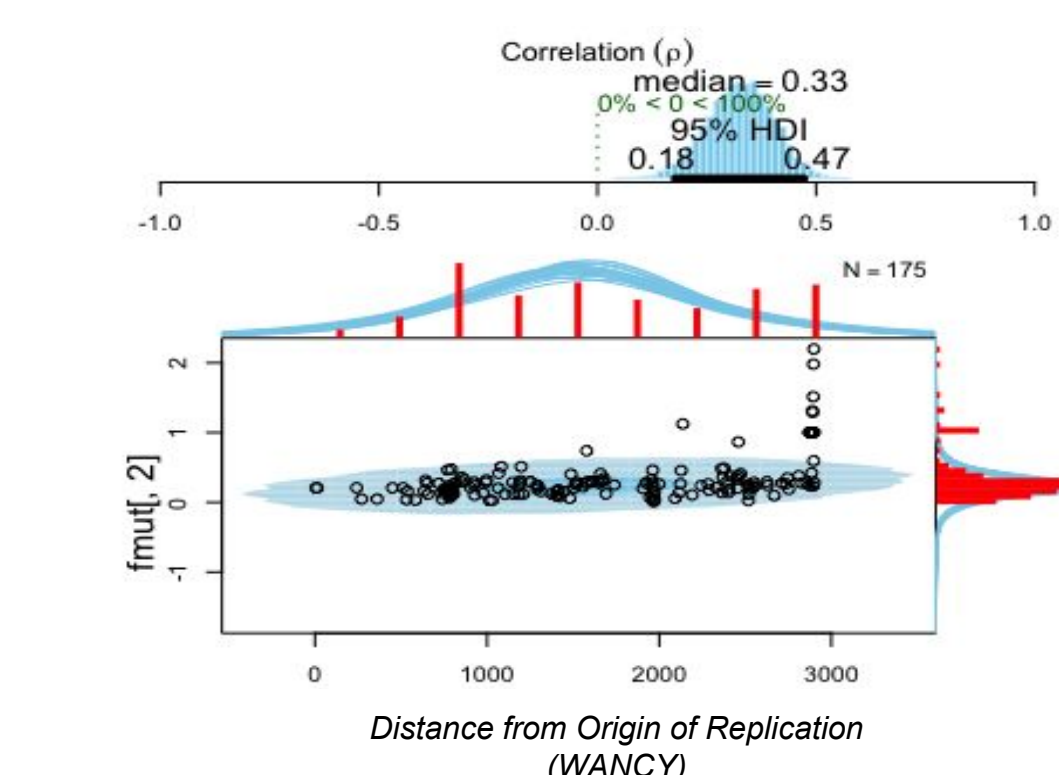 Correlation (ρ)
median = 0.33
0% < 0 < 100%
95% HDI
0.18 0.47
-1.0 -0.5 0.0 0.5 1.0
N = 175
2
1
0
-1
fmut[, 2]
0 1000 2000 3000
Distance from Origin of Replication
(WANCY)